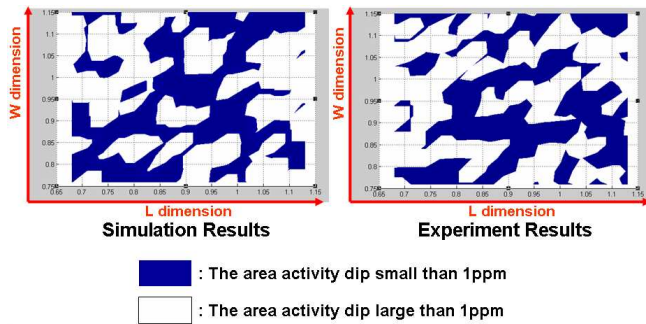 1.15
1.1
1.05
1
0.95
0.9
0.85
0.8
0.75
W dimension
0.65 0.7 0.75 0.8 0.85 0.9 0.95 1 1.05 1.1 1.15
L dimension
Simulation Results
1.15
1.1
1.05
1
0.95
0.9
0.85
0.8
0.75
W dimension
0.65 0.7 0.75 0.8 0.85 0.9 0.95 1 1.05 1.1 1.15
L dimension
Experiment Results
: The area activity dip small than 1ppm
: The area activity dip large than 1ppm